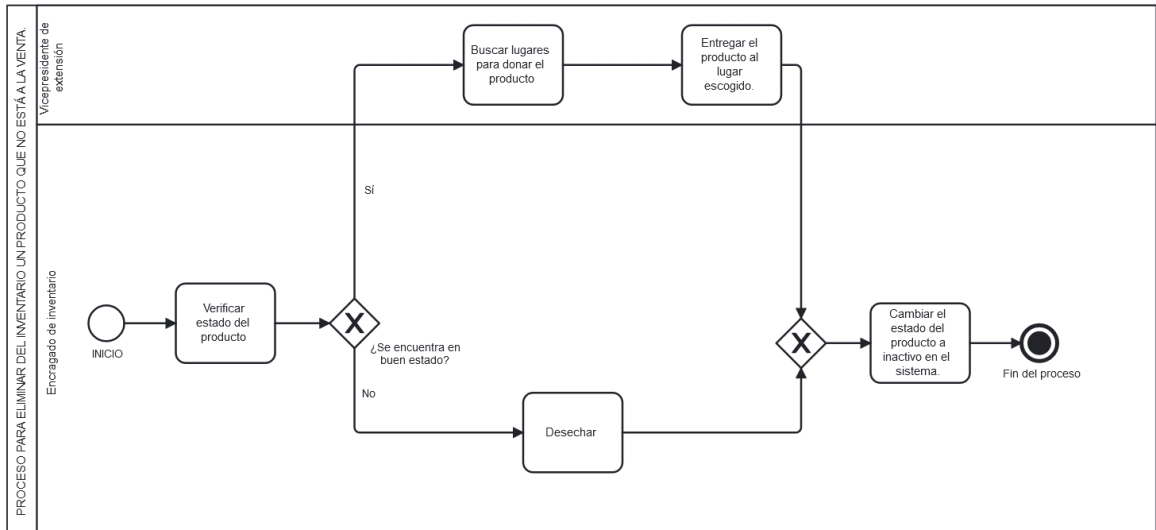 PROCESO PARA ELIMINAR DEL INVENTARIO UN PRODUCTO QUE NO ESTÁ A LA VENTA.
Vicepresidente de
extensión
Buscar lugares
para donar el
producto
Entregar el
producto al
lugar
escogido.
Sí
Encragado de inventario
INICIO
Verificar
estado del
producto
¿Se encuentra en
buen estado?
No
Desechar
Cambiar el
estado del
producto a
inactivo en el
sistema.
Fin del proceso